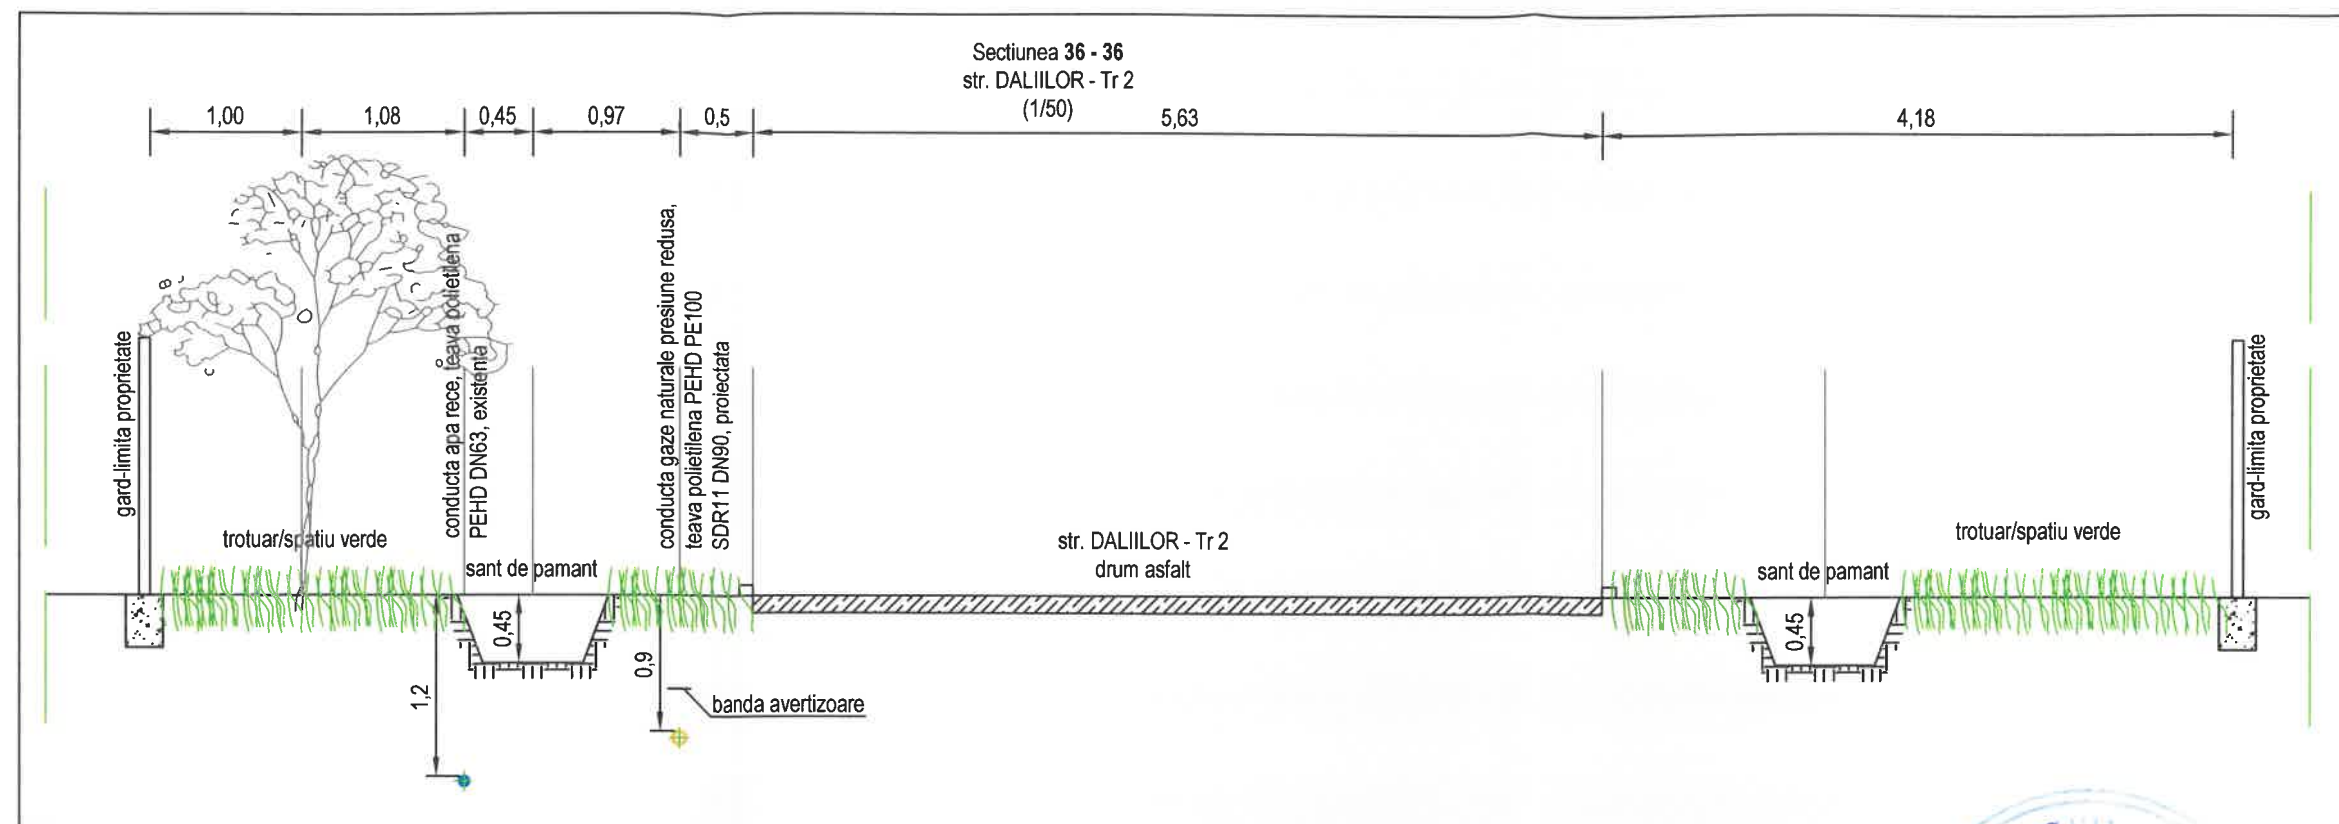 Sectiunea 36 - 36
str. DALIILOR - Tr 2
(1/50)
1,00
1,08
0,45
0,97
0,5
5,63
4,18
gard-limita proprietate
trotuar/spatiu verde
conducta apa rece, teava polietilena
PEHD DN63, existenta
sant de pamant
conducta gaze naturale presiune redusa,
teava polietilena PEHD PE100
SDR11 DN90, proiectata
str. DALIILOR - Tr 2
drum asfalt
sant de pamant
trotuar/spatiu verde
gard-limita proprietate
0,45
1,2
0,9
banda avertizoare
0,45